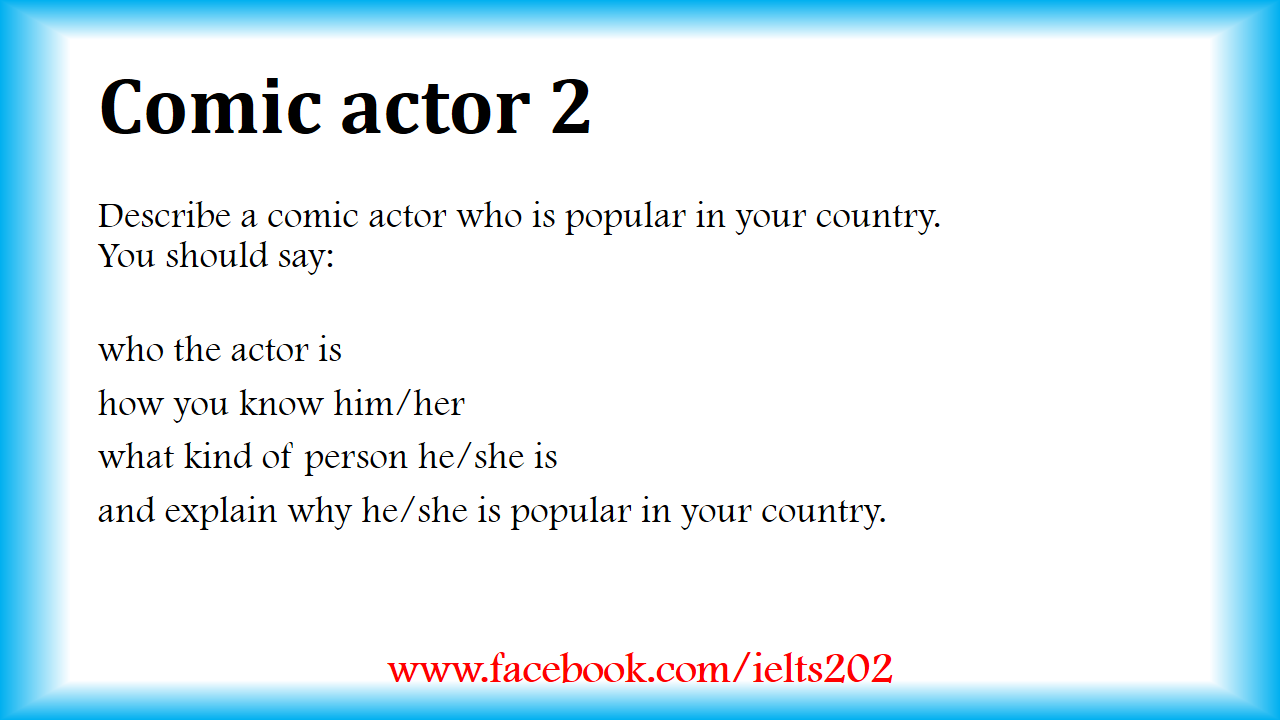 Comic actor 2
Describe a comic actor who is popular in your country.
You should say:
who the actor is
how you know him/her
what kind of person he/she is
and explain why he/she is popular in your country.
www.facebook.com/ielts202